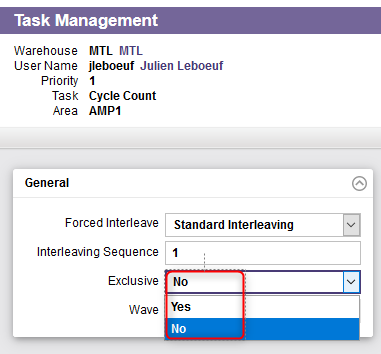 Task Management
Warehouse MTL MTL
User Name jleboeuf Julien Leboeuf
Priority 1
Task Cycle Count
Area AMP1
General
Forced Interleave Standard Interleaving
Interleaving Sequence 1
Exclusive No
Wave Yes
No